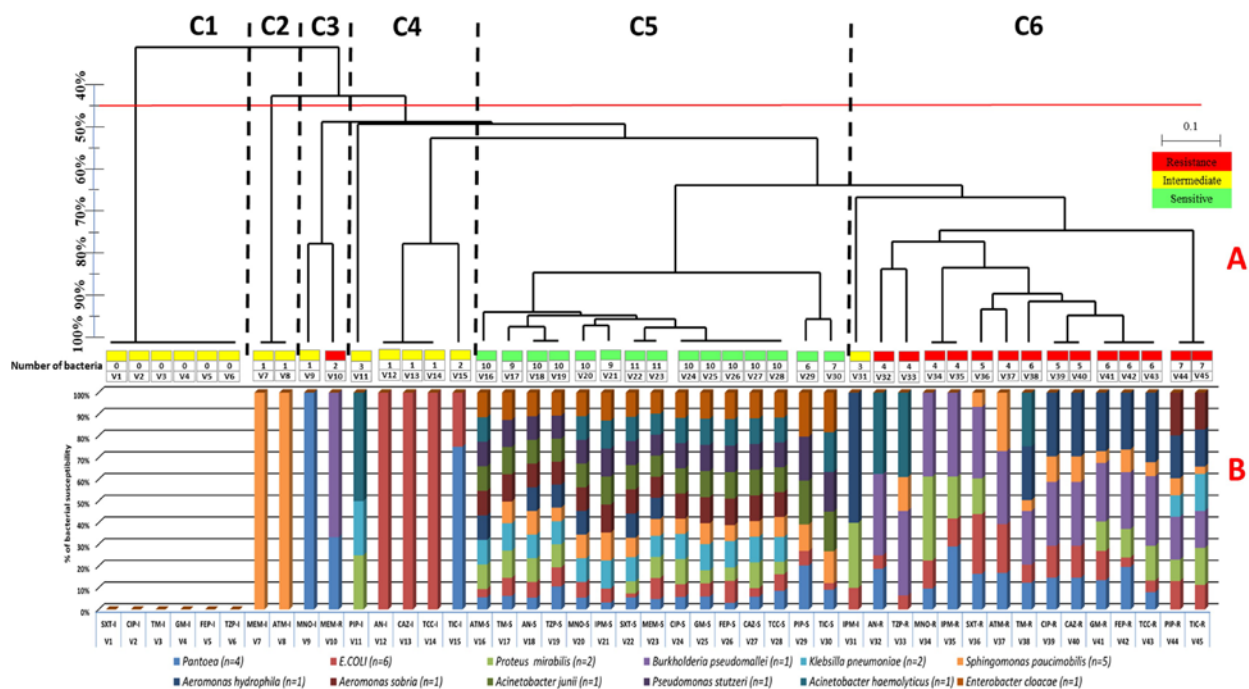 C1 C2 C3 C4 C5 C6
40%
50%
60%
70%
80%
90%
100%
0.1
Resistance
Intermediate
Sensitive
A
Number of bacteria
0 0 0 0 0 0 1 1 1 2 3 1 1 1 2 10 9 10 10 10 9 11 11 10 10 10 10 10 6 7 3 4 4 4 4 5 4 6 5 5 6 6 6 7 7
V1 V2 V3 V4 V5 V6 V7 V8 V9 V10 V11 V12 V13 V14 V15 V16 V17 V18 V19 V20 V21 V22 V23 V24 V25 V26 V27 V28 V29 V30 V31 V32 V33 V34 V35 V36 V37 V38 V39 V40 V41 V42 V43 V44 V45
B
% of bacterial susceptibility
100%
90%
80%
70%
60%
50%
40%
30%
20%
10%
0%
SXT-I CIP-I TM-I GM-I FEP-I TZP-I MEM-I ATM-I MNO-I MEM-R PIP-I AN-I CAZ-I TCC-I TIC-I ATM-S TM-S AN-S TZP-S MNO-S IPM-S SXT-S MEM-S CIP-S GM-S FEP-S CAZ-S TCC-S PIP-S TIC-S IPM-I AN-R TZP-R MNO-R IPM-R SXT-R ATM-R TM-R CIP-R CAZ-R GM-R FEP-R TCC-R PIP-R TIC-R
V1 V2 V3 V4 V5 V6 V7 V8 V9 V10 V11 V12 V13 V14 V15 V16 V17 V18 V19 V20 V21 V22 V23 V24 V25 V26 V27 V28 V29 V30 V31 V32 V33 V34 V35 V36 V37 V38 V39 V40 V41 V42 V43 V44 V45
Pantoea (n=4) E.COLI (n=6) Proteus mirabilis (n=2) Burkholderia pseudomallei (n=1) Klebsilla pneumoniae (n=2) Sphingomonas paucimobilis (n=5)
Aeromonas hydrophila (n=1) Aeromonas sobria (n=1) Acinetobacter junii (n=1) Pseudomonas stutzeri (n=1) Acinetobacter haemolyticus (n=1) Enterobacter cloacae (n=1)